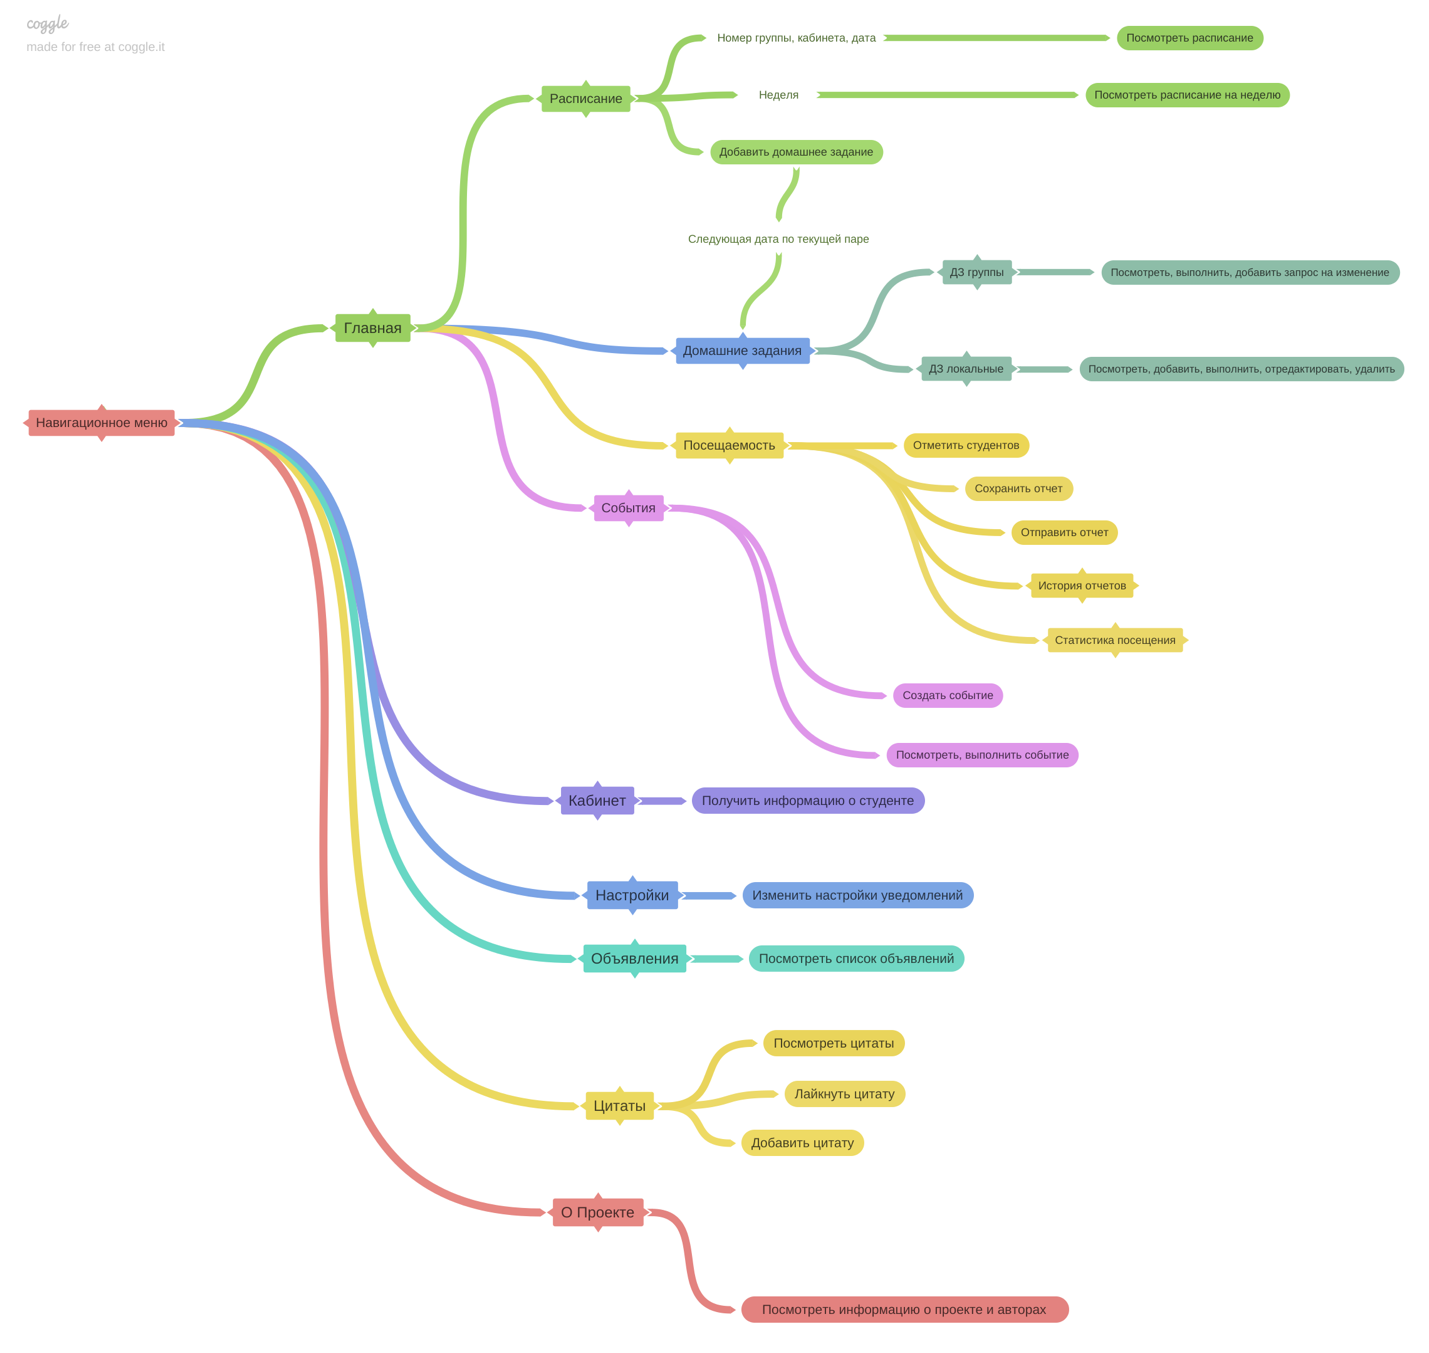 coggle
made for free at coggle.it
Номер группы, кабинета, дата
Посмотреть расписание
Расписание
Неделя
Посмотреть расписание на неделю
Добавить домашнее задание
Следующая дата по текущей паре
ДЗ группы
Посмотреть, выполнить, добавить запрос на изменение
Главная
Домашние задания
ДЗ локальные
Посмотреть, добавить, выполнить, отредактировать, удалить
Навигационное меню
Посещаемость
Отметить студентов
Сохранить отчет
События
Отправить отчет
История отчетов
Статистика посещения
Создать событие
Посмотреть, выполнить событие
Кабинет
Получить информацию о студенте
Настройки
Изменить настройки уведомлений
Объявления
Посмотреть список объявлений
Посмотреть цитаты
Лайкнуть цитату
Цитаты
Добавить цитату
О Проекте
Посмотреть информацию о проекте и авторах